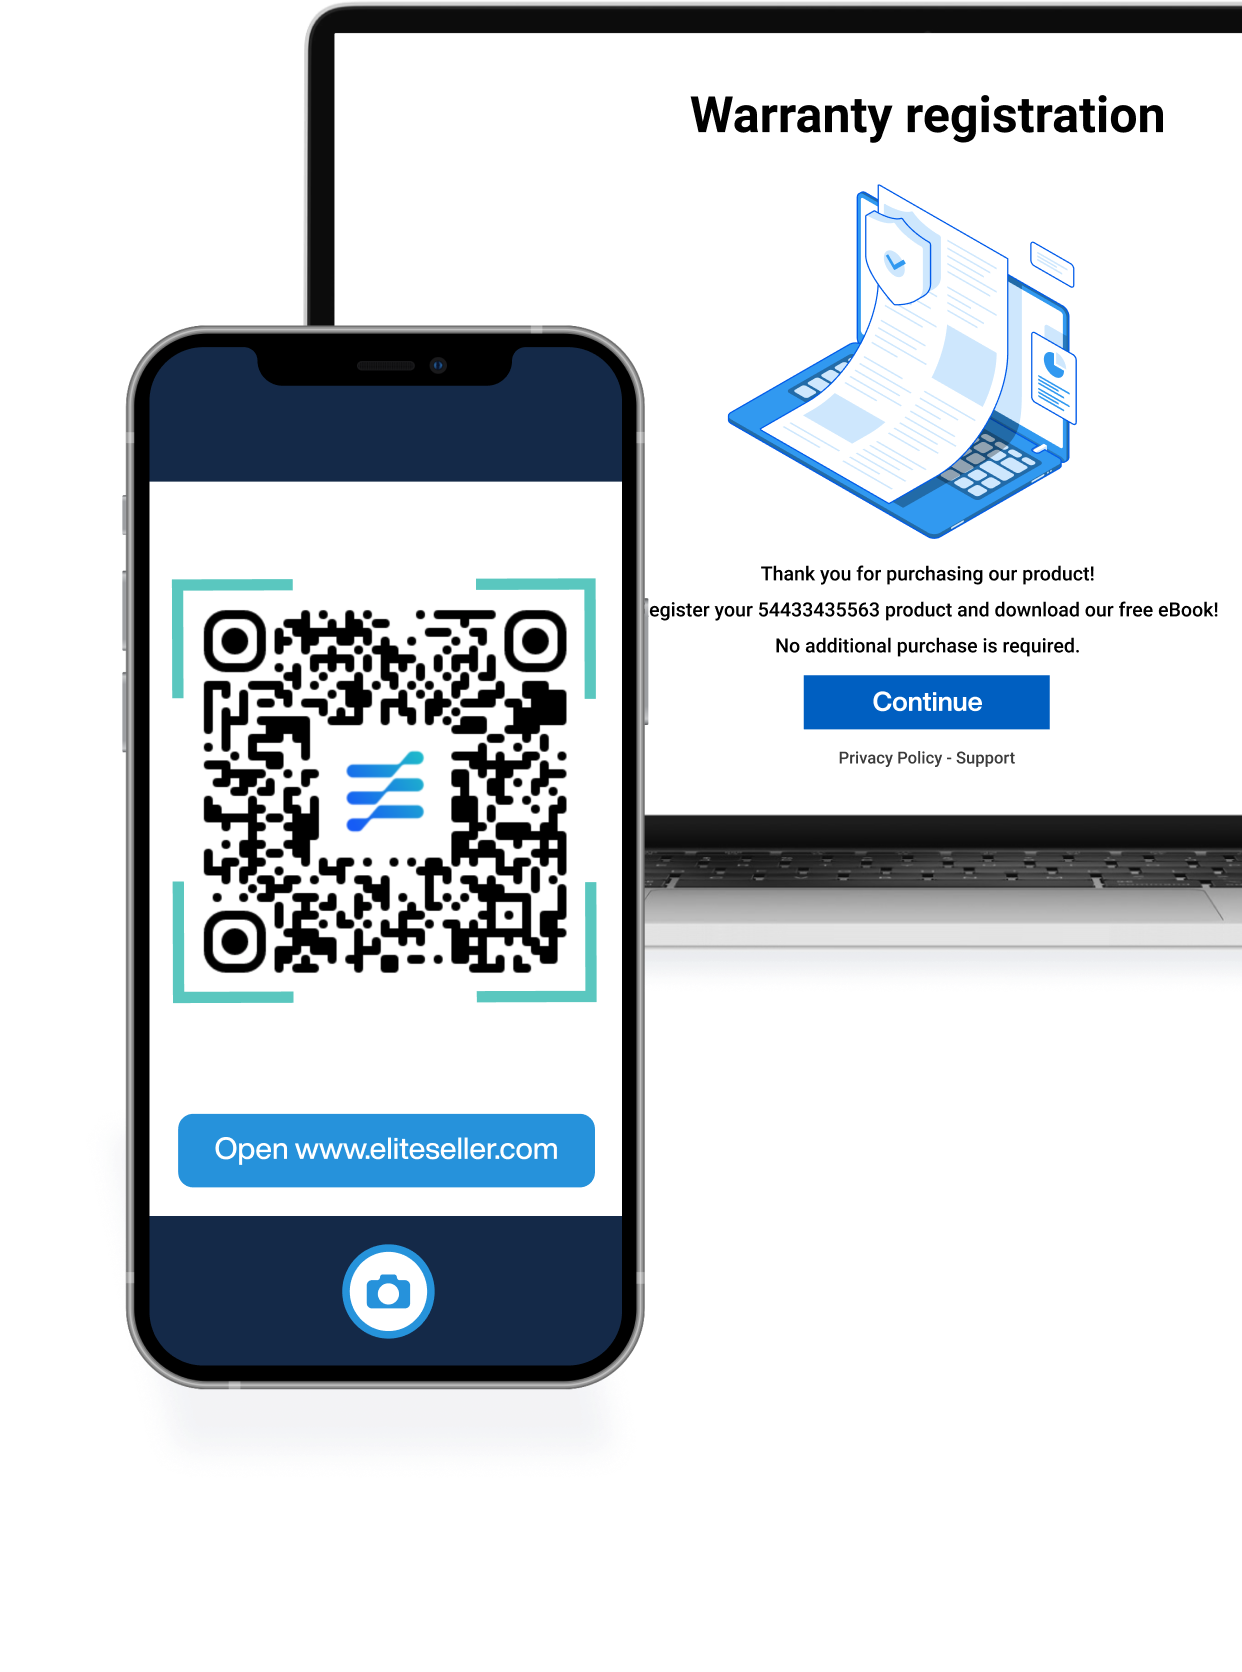 Warranty registration
Thank you for purchasing our product!
egister your 54433435563 product and download our free eBook!
No additional purchase is required.
Continue
Privacy Policy - Support
Open www.eliteseller.com